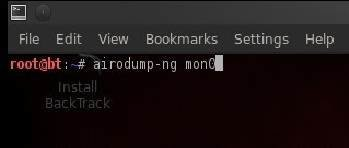 File Edit View Bookmarks Settings Help
root@bt:~# airodump-ng mon0
Install
BackTrack